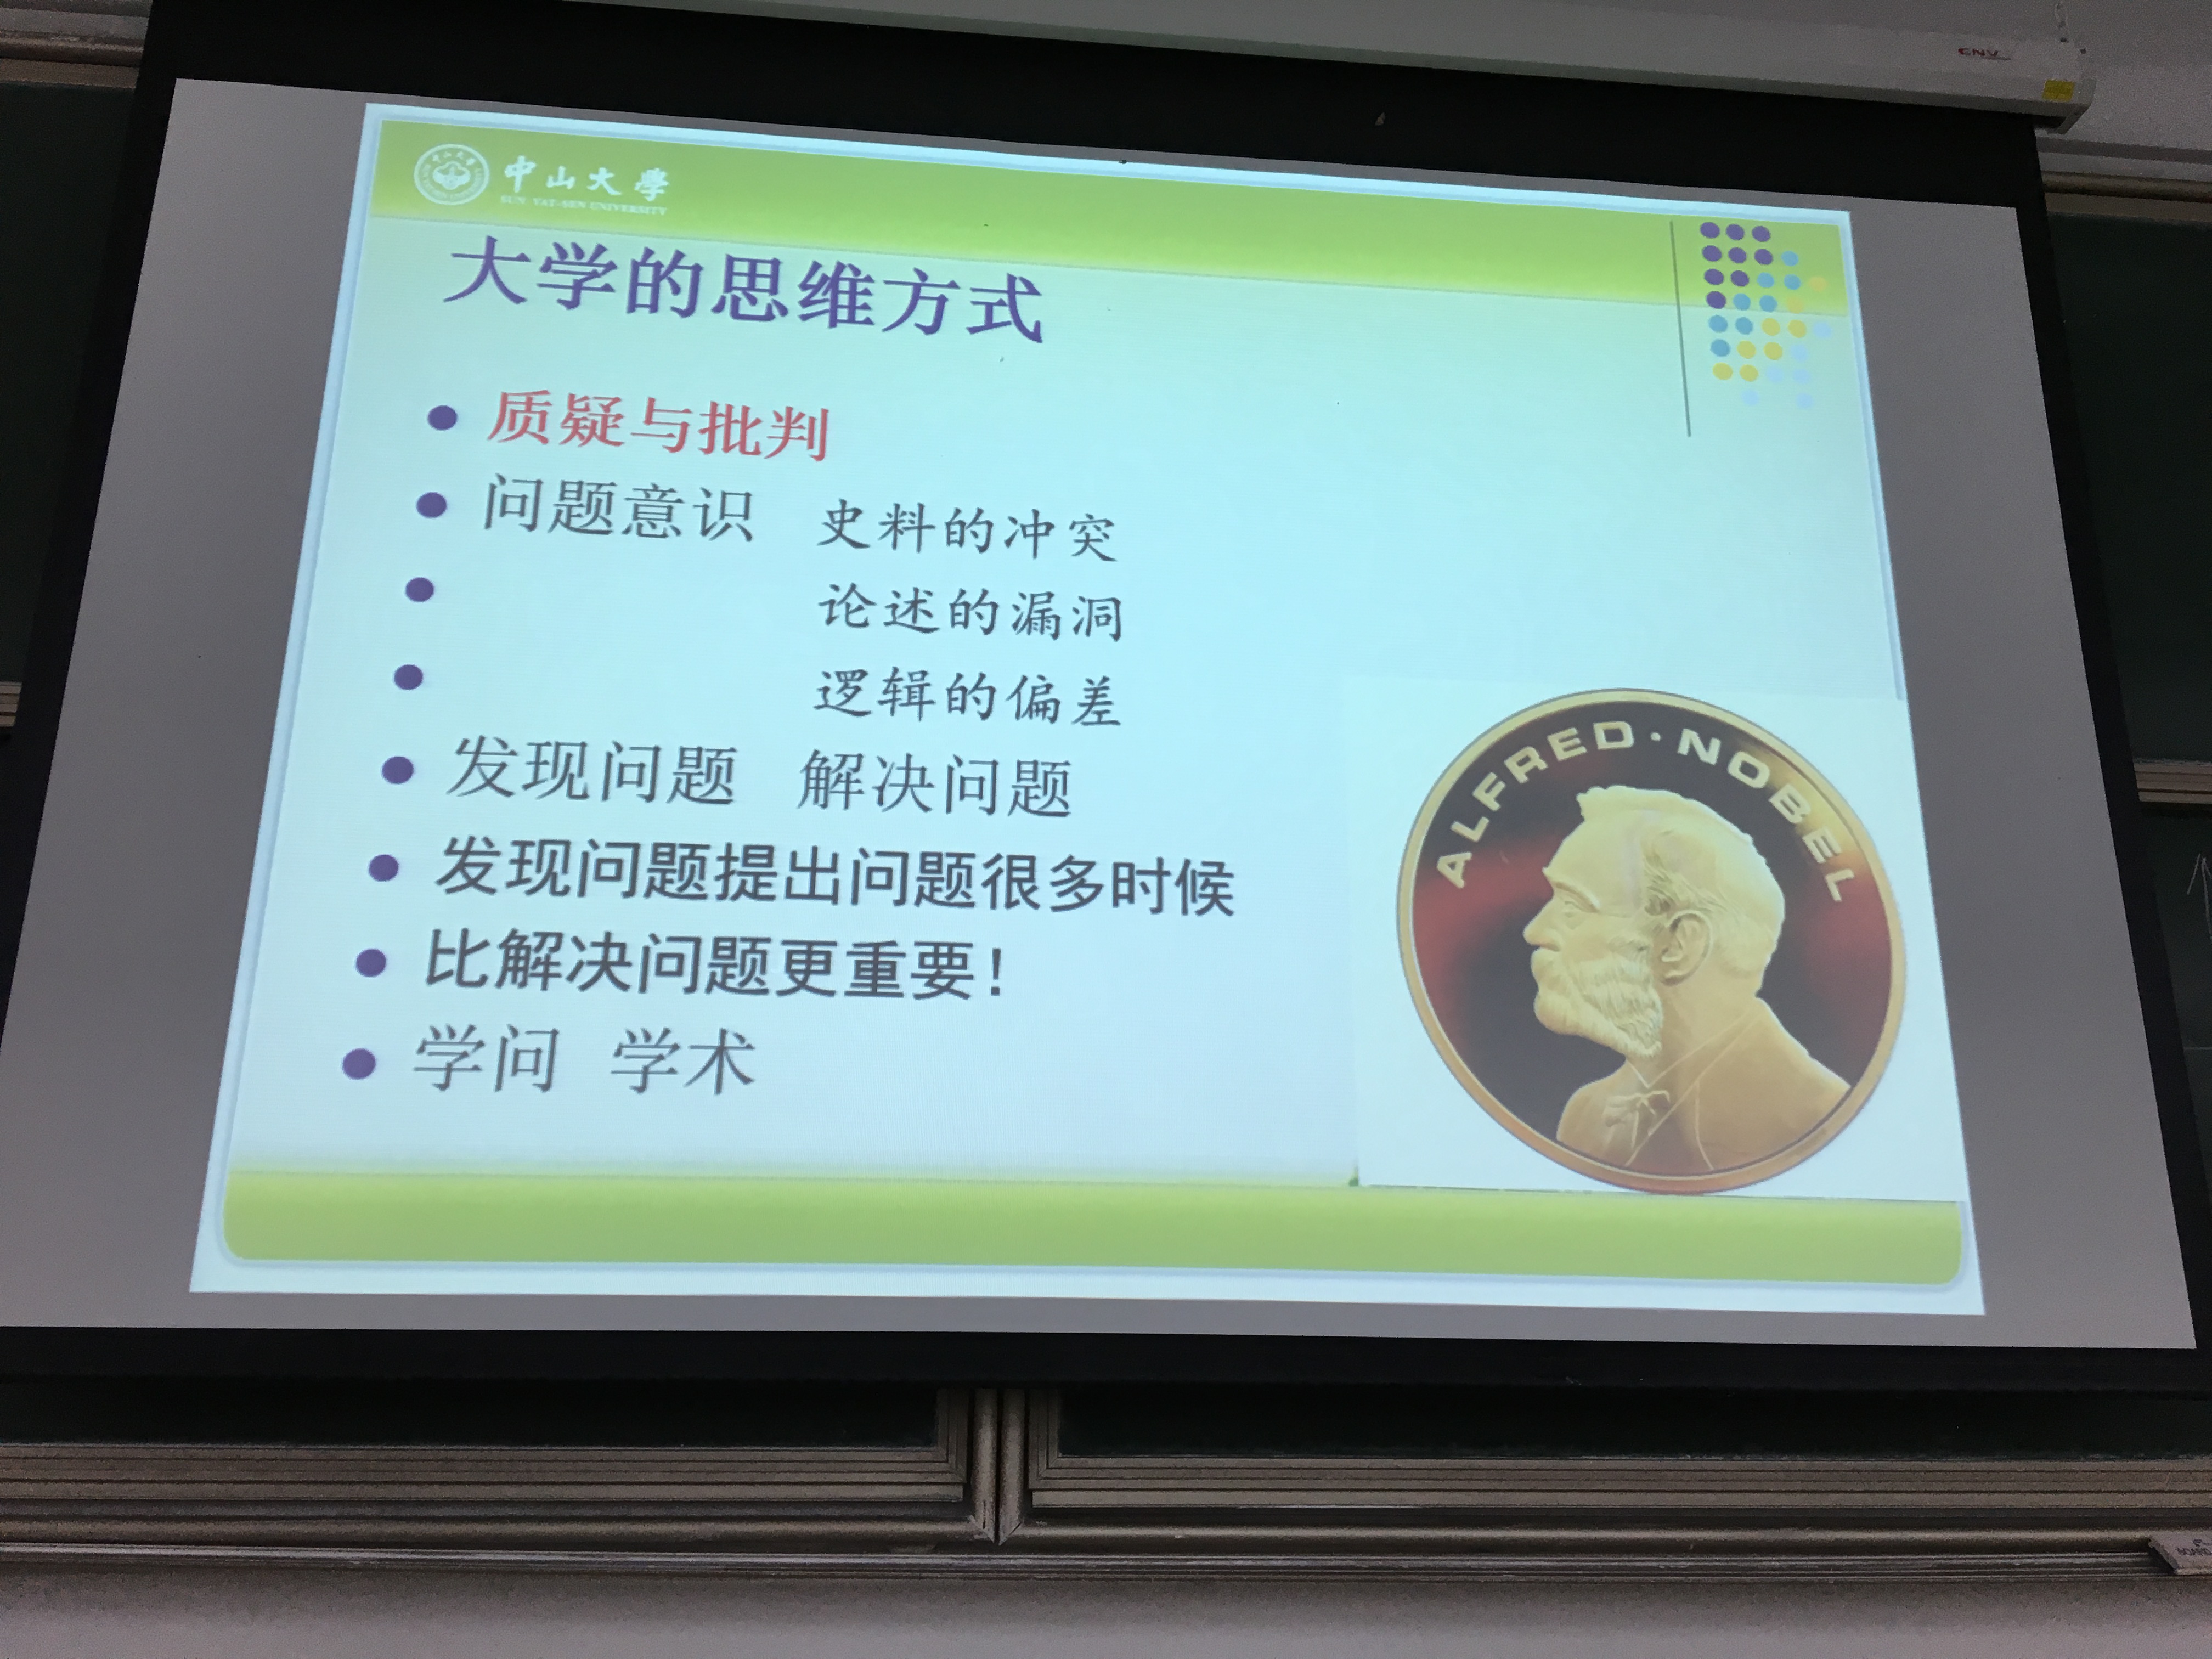 CNV
中山大學
SUN YAT-SEN UNIVERSITY
大学的思维方式
质疑与批判
问题意识 史料的冲突
论述的漏洞
逻辑的偏差
发现问题 解决问题
发现问题提出问题很多时候
比解决问题更重要！
学问 学术
ALFRED·NOBEL